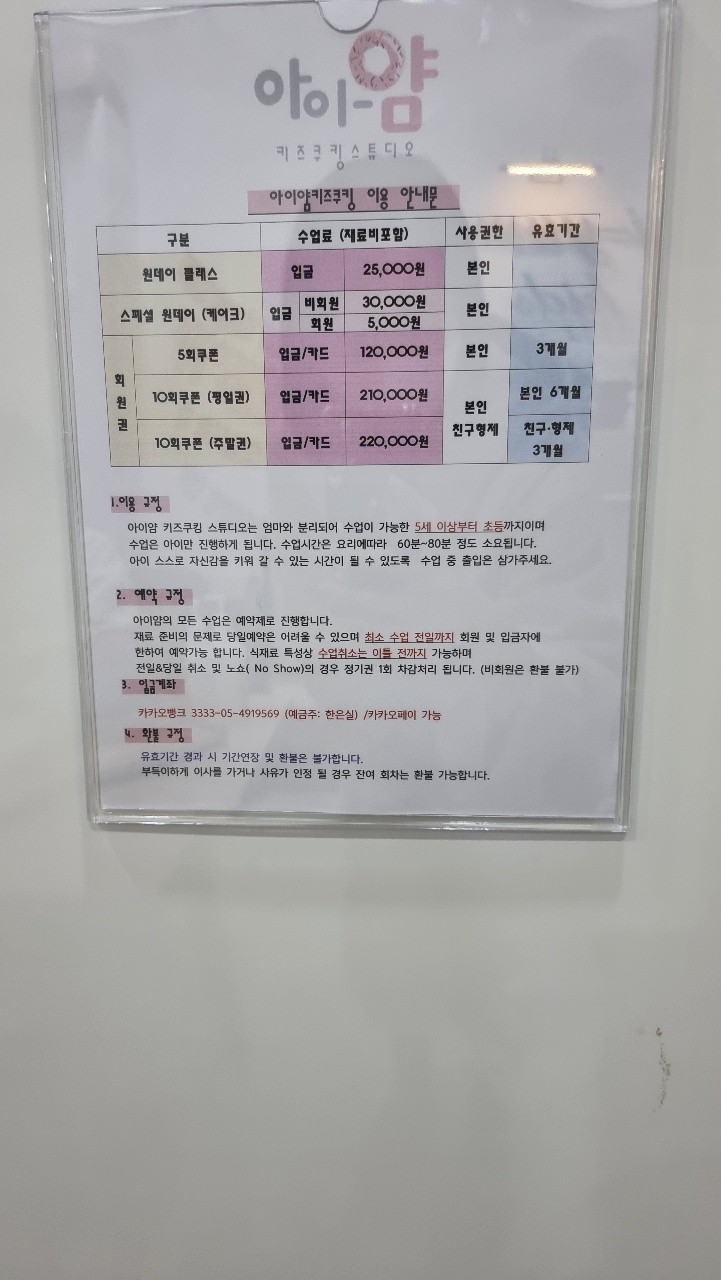 아이-얌
키즈쿠킹스튜디오
아이얌키즈쿠킹 이용 안내문
구분 수업료 (재료비포함) 사용권한 유효기간
원데이 클래스 입금 25,000원 본인
스페셜 원데이 (케이크) 입금 비회원 30,000원 본인
회원 5,000원
회원권
5회쿠폰 입금/카드 120,000원 본인 3개월
10회쿠폰 (평일권) 입금/카드 210,000원 본인 친구형제 본인 6개월
10회쿠폰 (주말권) 입금/카드 220,000원 친구·형제 3개월
1.이용 규정
아이얌 키즈쿠킹 스튜디오는 엄마와 분리되어 수업이 가능한 5세 이상부터 초등까지이며
수업은 아이만 진행하게 됩니다. 수업시간은 요리에따라 60분~80분 정도 소요됩니다.
아이 스스로 자신감을 키워 갈 수 있는 시간이 될 수 있도록 수업 중 출입은 삼가주세요.
2. 예약 규정
아이얌의 모든 수업은 예약제로 진행합니다.
재료 준비의 문제로 당일예약은 어려울 수 있으며 최소 수업 전일까지 회원 및 입금자에
한하여 예약가능 합니다. 식재료 특성상 수업취소는 이틀 전까지 가능하며
전일&당일 취소 및 노쇼( No Show)의 경우 정기권 1회 차감처리 됩니다. (비회원은 환불 불가)
3. 입금계좌
카카오뱅크 3333-05-4919569 (예금주: 한은실) /카카오페이 가능
4. 환불 규정
유효기간 경과 시 기간연장 및 환불은 불가합니다.
부득이하게 이사를 가거나 사유가 인정 될 경우 잔여 회차는 환불 가능합니다.